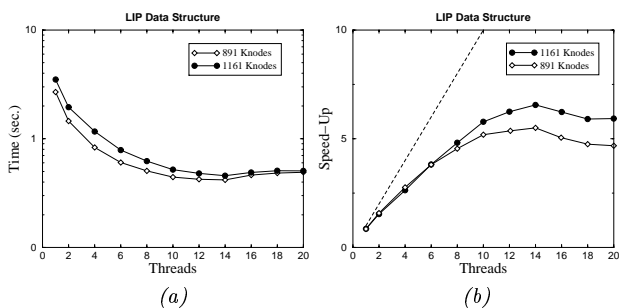 LIP Data Structure
10
1
0
Time (sec.)
891 Knodes
1161 Knodes
0 2 4 6 8 10 12 14 16 18 20
Threads
(a)
LIP Data Structure
10
5
0
Speed-Up
1161 Knodes
891 Knodes
0 2 4 6 8 10 12 14 16 18 20
Threads
(b)